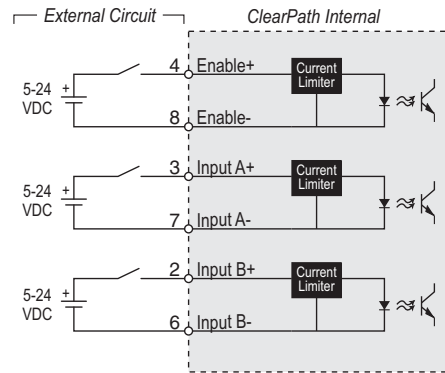 External Circuit
ClearPath Internal
5-24
VDC
+
4
Enable+
Current
Limiter
8
Enable-
5-24
VDC
+
3
Input A+
Current
Limiter
7
Input A-
5-24
VDC
+
2
Input B+
Current
Limiter
6
Input B-